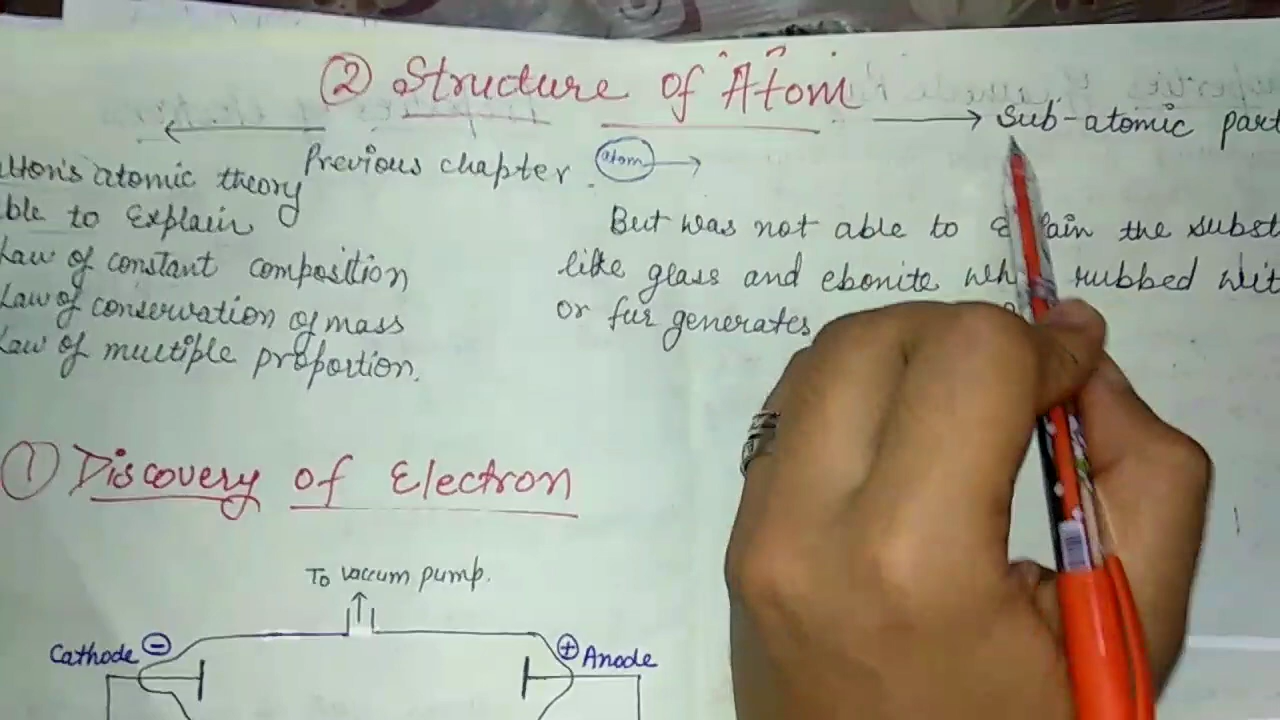 ② Structure of Atom
Sub-atomic part
Previous chapter
atom
lton's atomic theory
ble to Explain
Law of constant composition
Law of conservation of mass
Law of multiple proportion.
But was not able to the subst
like glass and ebonite rubbed wit
or fur generates
① Discovery of Electron
To vaccum pump.
Cathode ⊖
⊕ Anode